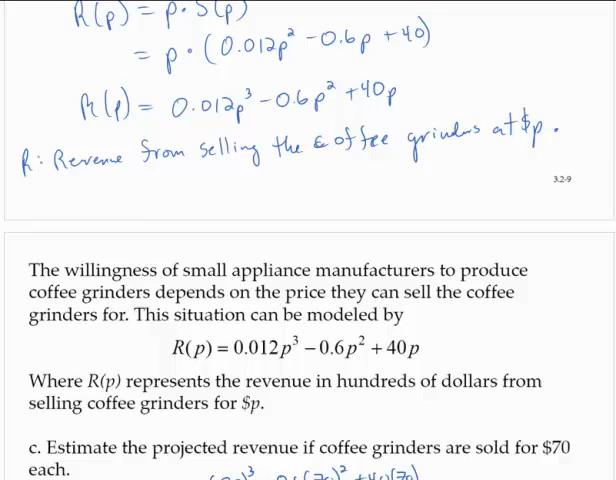 R(p) = p · S(p)
= p · (0.012p² - 0.6p + 40)
R(p) = 0.012p³ - 0.6p² + 40p
R: Revenue from selling the coffee grinders at $p.
3.2-9
The willingness of small appliance manufacturers to produce
coffee grinders depends on the price they can sell the coffee
grinders for. This situation can be modeled by
R(p) = 0.012p³ − 0.6p² + 40p
Where R(p) represents the revenue in hundreds of dollars from
selling coffee grinders for $p.
c. Estimate the projected revenue if coffee grinders are sold for $70
each.